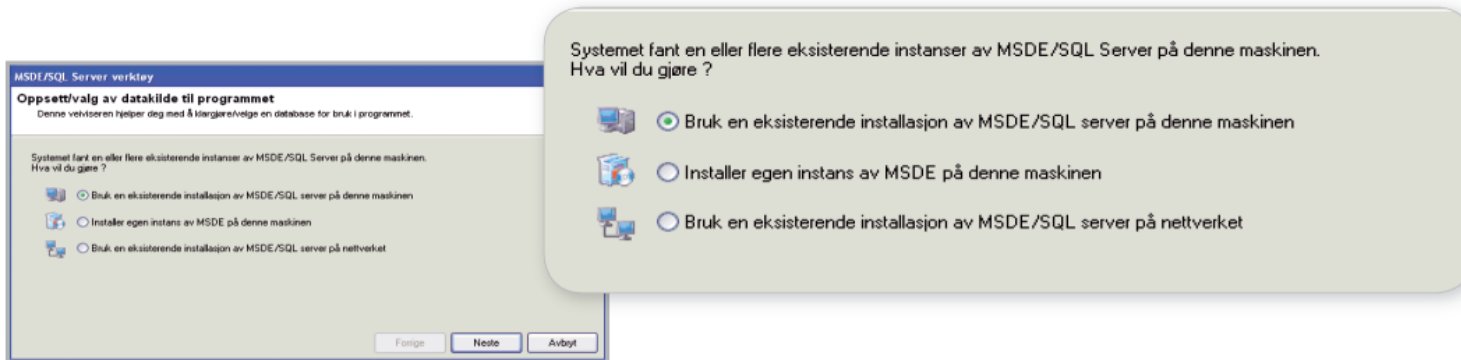 MSDE/SQL Server verktøy
Oppsett/valg av datakilde til programmet
Denne veiviseren hjelper deg med å klargjøre/velge en database for bruk i programmet.
Systemet fant en eller flere eksisterende instanser av MSDE/SQL Server på denne maskinen.
Hva vil du gjøre ?
Bruk en eksisterende installasjon av MSDE/SQL server på denne maskinen
Installer egen instans av MSDE på denne maskinen
Bruk en eksisterende installasjon av MSDE/SQL server på nettverket
Forrige Neste Avbryt
Systemet fant en eller flere eksisterende instanser av MSDE/SQL Server på denne maskinen.
Hva vil du gjøre ?
Bruk en eksisterende installasjon av MSDE/SQL server på denne maskinen
Installer egen instans av MSDE på denne maskinen
Bruk en eksisterende installasjon av MSDE/SQL server på nettverket